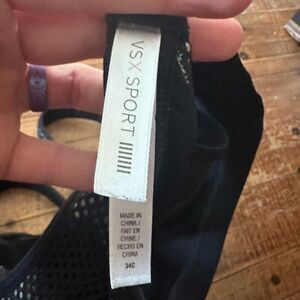 VSX SPORT
MADE IN
CHINA /
FAIT EN
CHINE /
HECHO EN
CHINA
34C